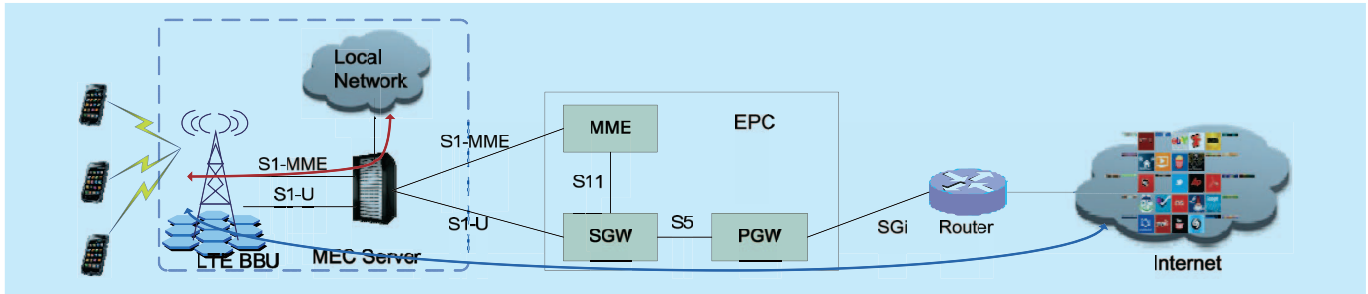 Local
Network
S1-MME
S1-U
LTE BBU
MEC Server
S1-MME
S1-U
MME
EPC
S11
SGW
S5
PGW
SGi
Router
Internet